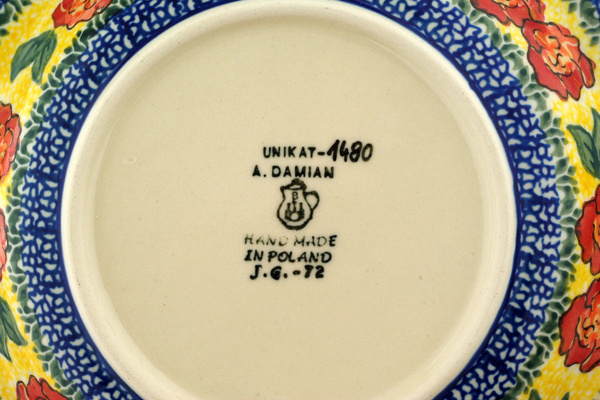 UNIKAT-1480
A. DAMIAN
B
HAND MADE
IN POLAND
J.G.-72